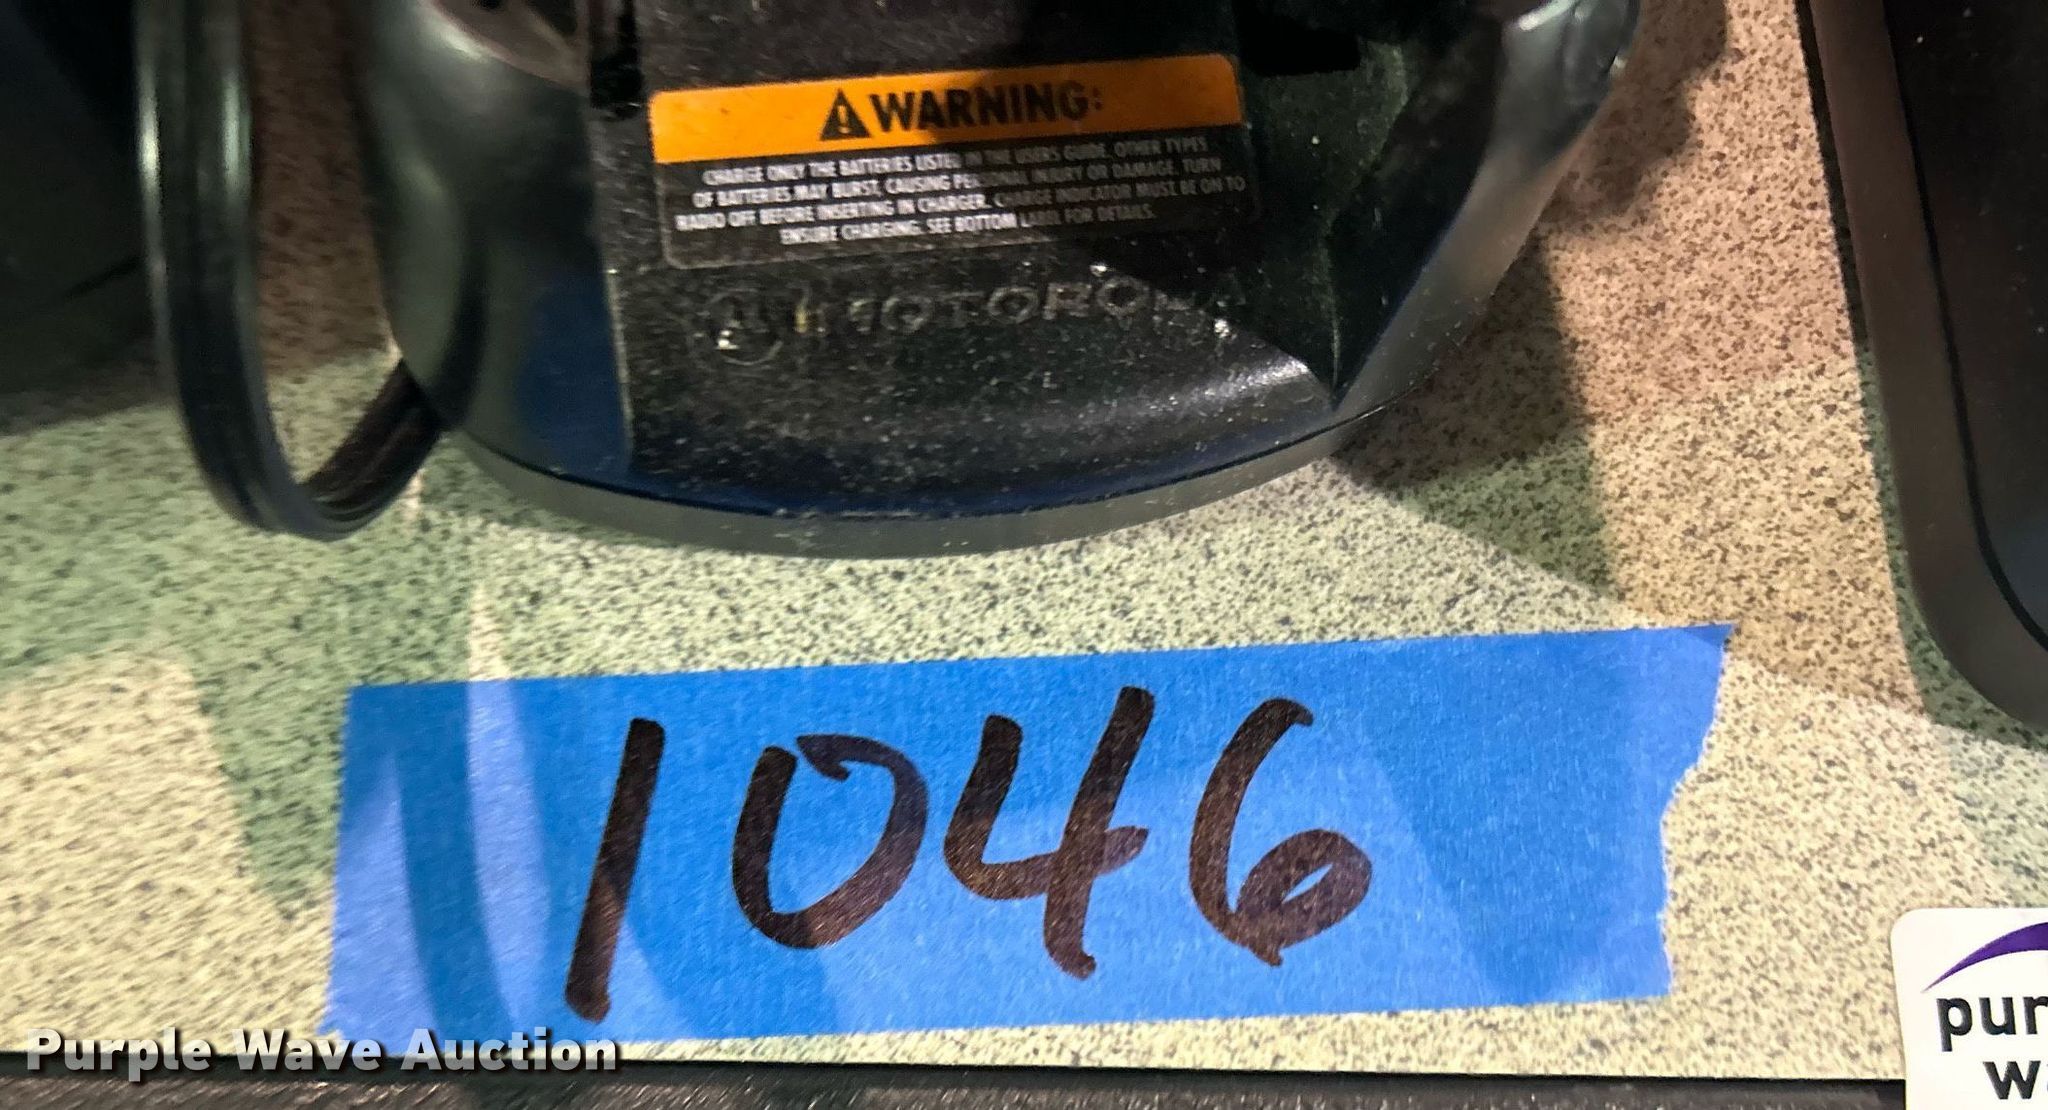 WARNING:
CHARGE ONLY THE BATTERIES LISTED IN THE USERS GUIDE. OTHER TYPES
OF BATTERIES MAY BURST, CAUSING PERSONAL INJURY OR DAMAGE. TURN
RADIO OFF BEFORE INSERTING IN CHARGER. CHARGE INDICATOR MUST BE ON TO
ENSURE CHARGING. SEE BOTTOM LABEL FOR DETAILS.
MOTOROLA
1046
Purple Wave Auction
pur
wa